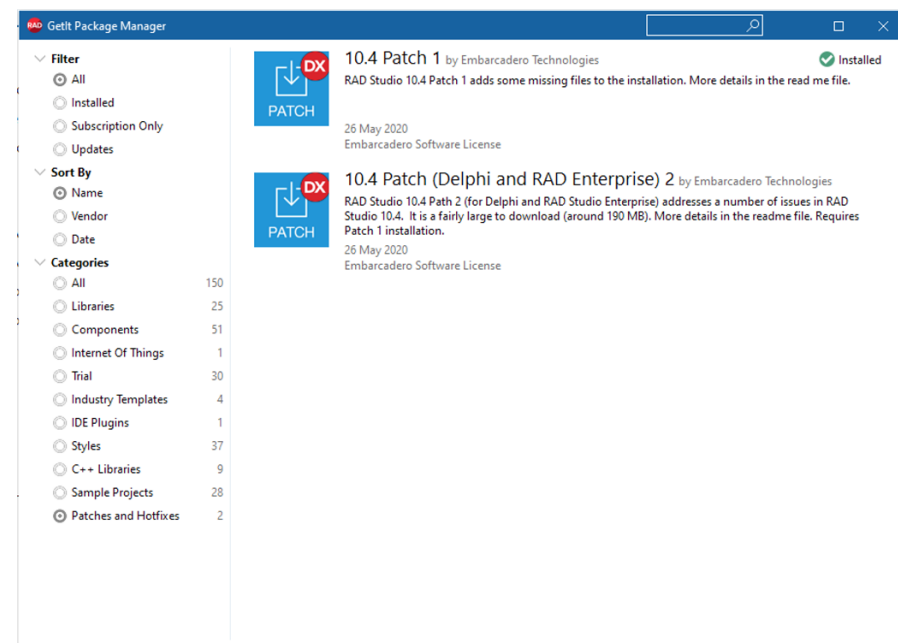 RAD GetIt Package Manager
Filter
All
Installed
Subscription Only
Updates
Sort By
Name
Vendor
Date
Categories
All 150
Libraries 25
Components 51
Internet Of Things 1
Trial 30
Industry Templates 4
IDE Plugins 1
Styles 37
C++ Libraries 9
Sample Projects 28
Patches and Hotfixes 2
DX
PATCH
10.4 Patch 1 by Embarcadero Technologies
Installed
RAD Studio 10.4 Patch 1 adds some missing files to the installation. More details in the read me file.
26 May 2020
Embarcadero Software License
DX
PATCH
10.4 Patch (Delphi and RAD Enterprise) 2 by Embarcadero Technologies
RAD Studio 10.4 Path 2 (for Delphi and RAD Studio Enterprise) addresses a number of issues in RAD
Studio 10.4. It is a fairly large to download (around 190 MB). More details in the readme file. Requires
Patch 1 installation.
26 May 2020
Embarcadero Software License